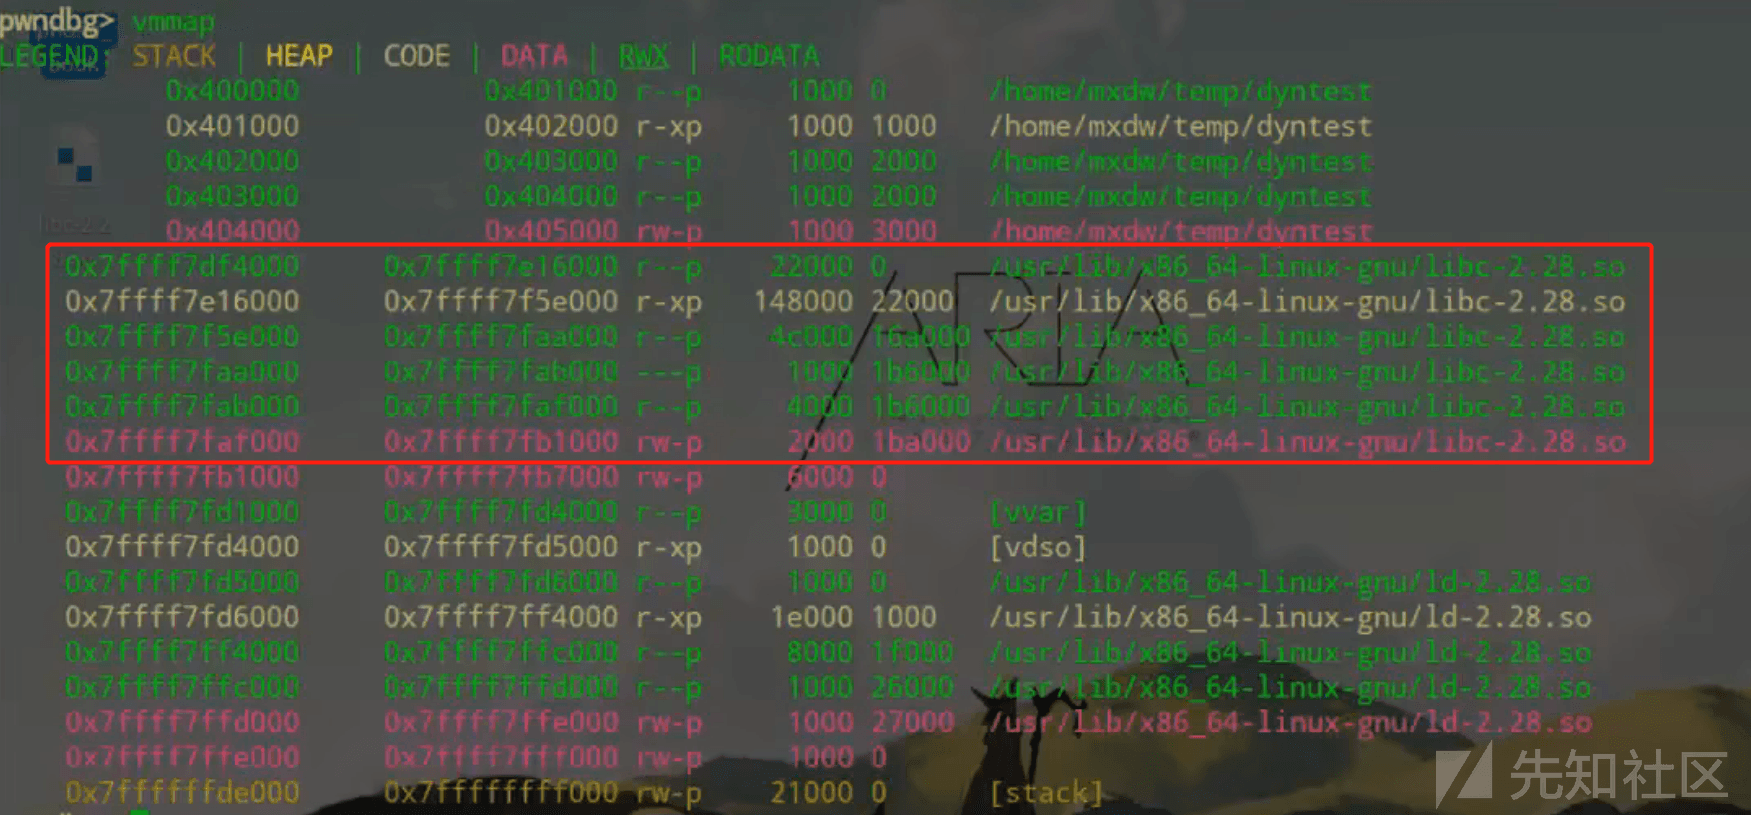 pwndbg> vmmap
LEGEND: STACK | HEAP | CODE | DATA | RWX | RODATA
0x400000 0x401000 r--p 1000 0 /home/mxdw/temp/dyntest
0x401000 0x402000 r-xp 1000 1000 /home/mxdw/temp/dyntest
0x402000 0x403000 r--p 1000 2000 /home/mxdw/temp/dyntest
0x403000 0x404000 r--p 1000 2000 /home/mxdw/temp/dyntest
0x404000 0x405000 rw-p 1000 3000 /home/mxdw/temp/dyntest
0x7ffff7df4000 0x7ffff7e16000 r--p 22000 0 /usr/lib/x86_64-linux-gnu/libc-2.28.so
0x7ffff7e16000 0x7ffff7f5e000 r-xp 148000 22000 /usr/lib/x86_64-linux-gnu/libc-2.28.so
0x7ffff7f5e000 0x7ffff7faa000 r--p 4c000 16a000 /usr/lib/x86_64-linux-gnu/libc-2.28.so
0x7ffff7faa000 0x7ffff7fab000 ---p 1000 1b6000 /usr/lib/x86_64-linux-gnu/libc-2.28.so
0x7ffff7fab000 0x7ffff7faf000 r--p 4000 1b6000 /usr/lib/x86_64-linux-gnu/libc-2.28.so
0x7ffff7faf000 0x7ffff7fb1000 rw-p 2000 1ba000 /usr/lib/x86_64-linux-gnu/libc-2.28.so
0x7ffff7fb1000 0x7ffff7fb7000 rw-p 6000 0
0x7ffff7fd1000 0x7ffff7fd4000 r--p 3000 0 [vvar]
0x7ffff7fd4000 0x7ffff7fd5000 r-xp 1000 0 [vdso]
0x7ffff7fd5000 0x7ffff7fd6000 r--p 1000 0 /usr/lib/x86_64-linux-gnu/ld-2.28.so
0x7ffff7fd6000 0x7ffff7ff4000 r-xp 1e000 1000 /usr/lib/x86_64-linux-gnu/ld-2.28.so
0x7ffff7ff4000 0x7ffff7ffc000 r--p 8000 1f000 /usr/lib/x86_64-linux-gnu/ld-2.28.so
0x7ffff7ffc000 0x7ffff7ffd000 r--p 1000 26000 /usr/lib/x86_64-linux-gnu/ld-2.28.so
0x7ffff7ffd000 0x7ffff7ffe000 rw-p 1000 27000 /usr/lib/x86_64-linux-gnu/ld-2.28.so
0x7ffff7ffe000 0x7ffff7fff000 rw-p 1000 0
0x7ffffffde000 0x7ffffffff000 rw-p 21000 0 [stack]
ARIA
先知社区